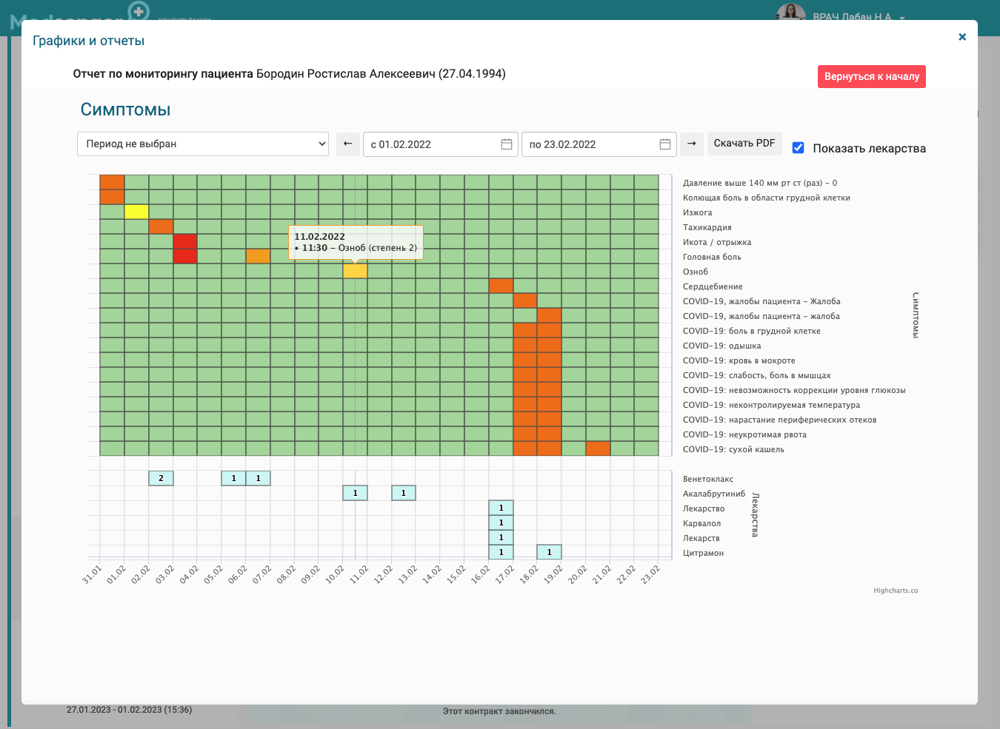 ВРАЧ Лабан Н.А.
Графики и отчеты
×
Отчет по мониторингу пациента Бородин Ростислав Алексеевич (27.04.1994)
Вернуться к началу
Симптомы
Период не выбран
←
с 01.02.2022
по 23.02.2022
→
Скачать PDF
Показать лекарства
Давление выше 140 мм рт ст (раз) – 0
Колющая боль в области грудной клетки
Изжога
Тахикардия
11.02.2022
• 11:30 – Озноб (степень 2)
Икота / отрыжка
Головная боль
Озноб
Сердцебиение
COVID-19, жалобы пациента – Жалоба
COVID-19, жалобы пациента – жалоба
COVID-19: боль в грудной клетке
COVID-19: одышка
COVID-19: кровь в мокроте
COVID-19: слабость, боль в мышцах
COVID-19: невозможность коррекции уровня глюкозы
COVID-19: неконтролируемая температура
COVID-19: нарастание периферических отеков
COVID-19: неукротимая рвота
COVID-19: сухой кашель
Симптомы
2 1 1 Венетоклакс
1 1 Акалабрутиниб
1 Лекарство
1 Карвалол
1 Лекарств
1 1 Цитрамон
Лекарства
31.01 01.02 02.02 03.02 04.02 05.02 06.02 07.02 08.02 09.02 10.02 11.02 12.02 13.02 14.02 15.02 16.02 17.02 18.02 19.02 20.02 21.02 22.02 23.02
Highcharts.co
27.01.2023 - 01.02.2023 (15:36)
Этот контракт закончился.